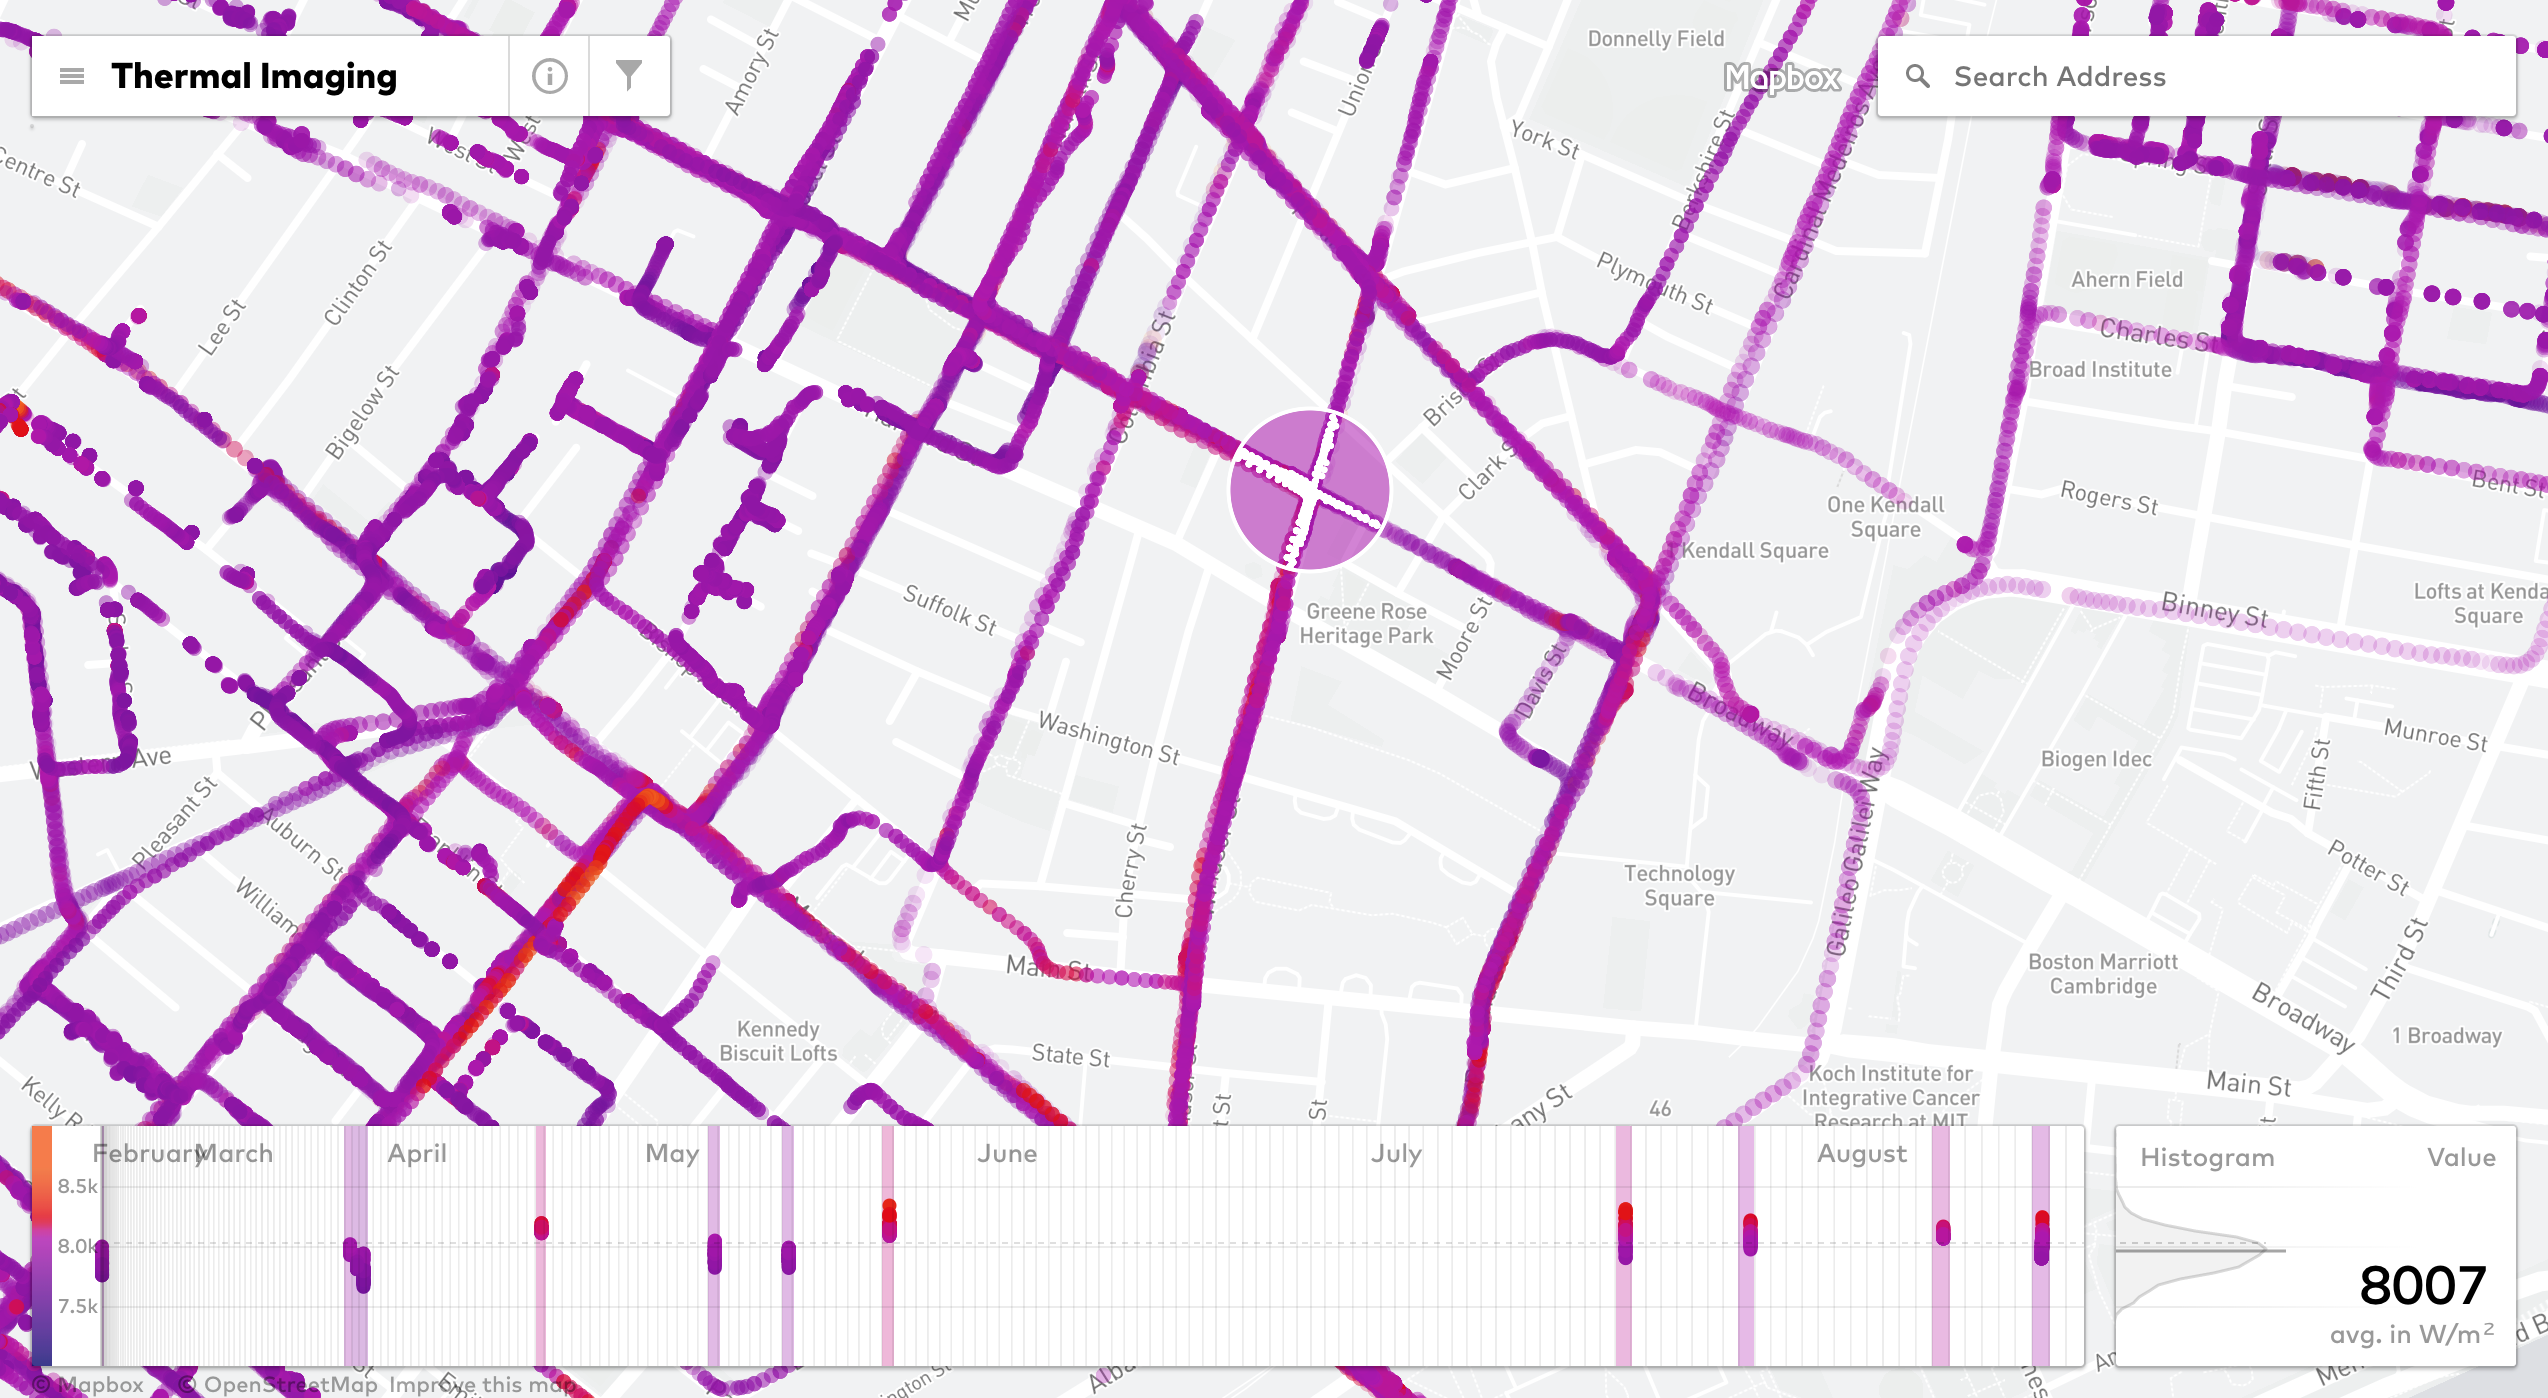 Thermal Imaging
Mapbox
Search Address
Donnelly Field
Amory St
Union
York St
Berkshire St
Centre St
West St
Plymouth St
Ahern Field
Charles St
Broad Institute
Clinton St
Lee St
Bigelow St
Clark S
One Kendall
Square
Rogers St
Bent St
Kendall Square
Suffolk St
Greene Rose
Heritage Park
Moore St
Davis St
Binney St
Lofts at Kenda
Square
Washington St
Broadway
Munroe St
Fifth St
Biogen Idec
Ave
Pleasant St
Auburn St
William
Cherry St
Technology
Square
Galileo Galilei Way
Potter St
Main St
Third St
Boston Marriott
Cambridge
Broadway
1 Broadway
Kennedy
Biscuit Lofts
State St
Koch Institute for
Integrative Cancer
Research at MIT
46
any St
Main St
Kelly R
February March April May June July August
8.5k
8.0k
7.5k
Histogram Value
8007
avg. in W/m²
© Mapbox © OpenStreetMap Improve this map